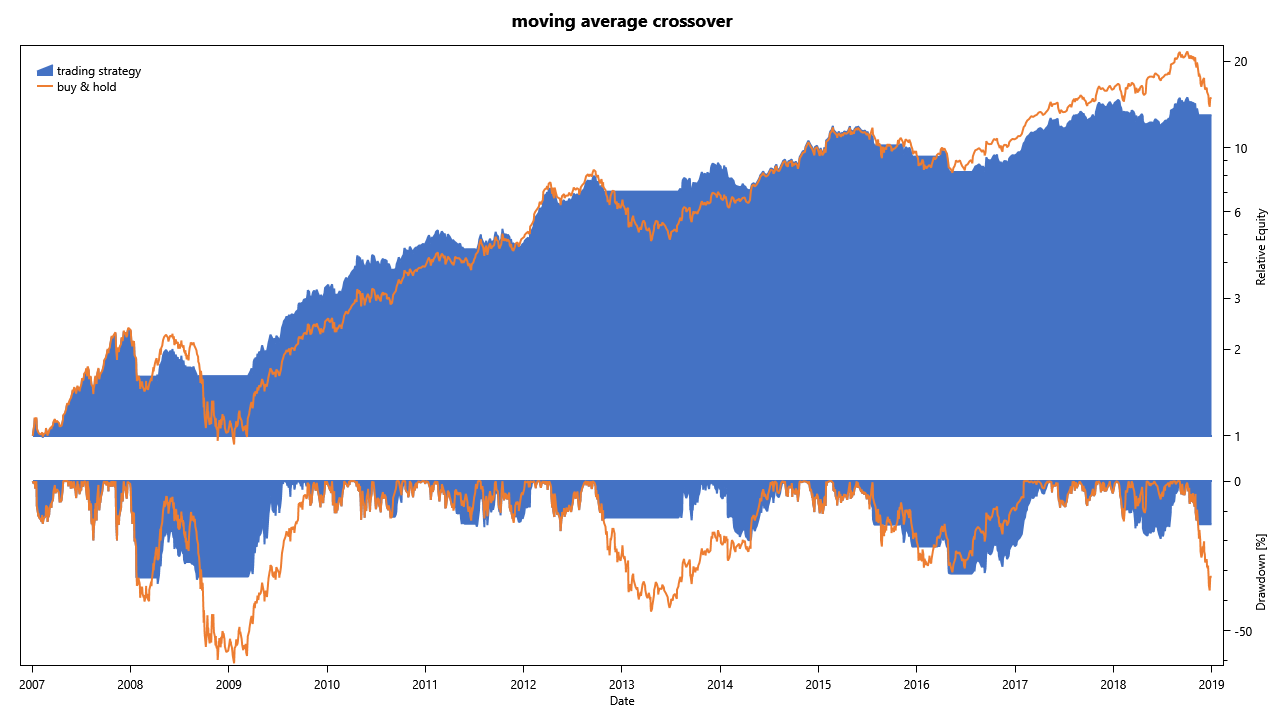 moving average crossover
trading strategy
buy & hold
20
10
6
3
2
1
Relative Equity
0
-50
Drawdown [%]
2007 2008 2009 2010 2011 2012 2013 2014 2015 2016 2017 2018 2019
Date